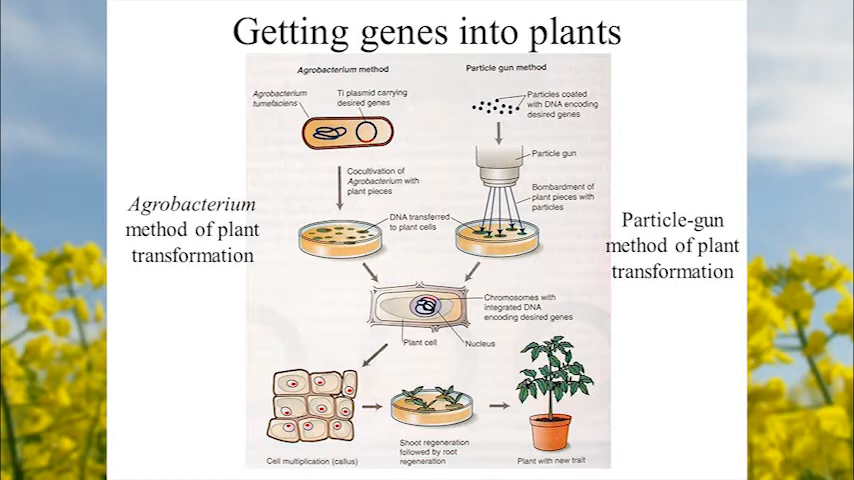 Getting genes into plants
Agrobacterium method
Particle gun method
Agrobacterium
tumefaciens
Ti plasmid carrying
desired genes
Particles coated
with DNA encoding
desired genes
Particle gun
Cocultivation of
Agrobacterium with
plant pieces
Bombardment of
plant pieces with
particles
Agrobacterium
method of plant
transformation
DNA transferred
to plant cells
Particle-gun
method of plant
transformation
Chromosomes with
integrated DNA
encoding desired genes
Plant cell
Nucleus
Cell multiplication (callus)
Shoot regeneration
followed by root
regeneration
Plant with new trait